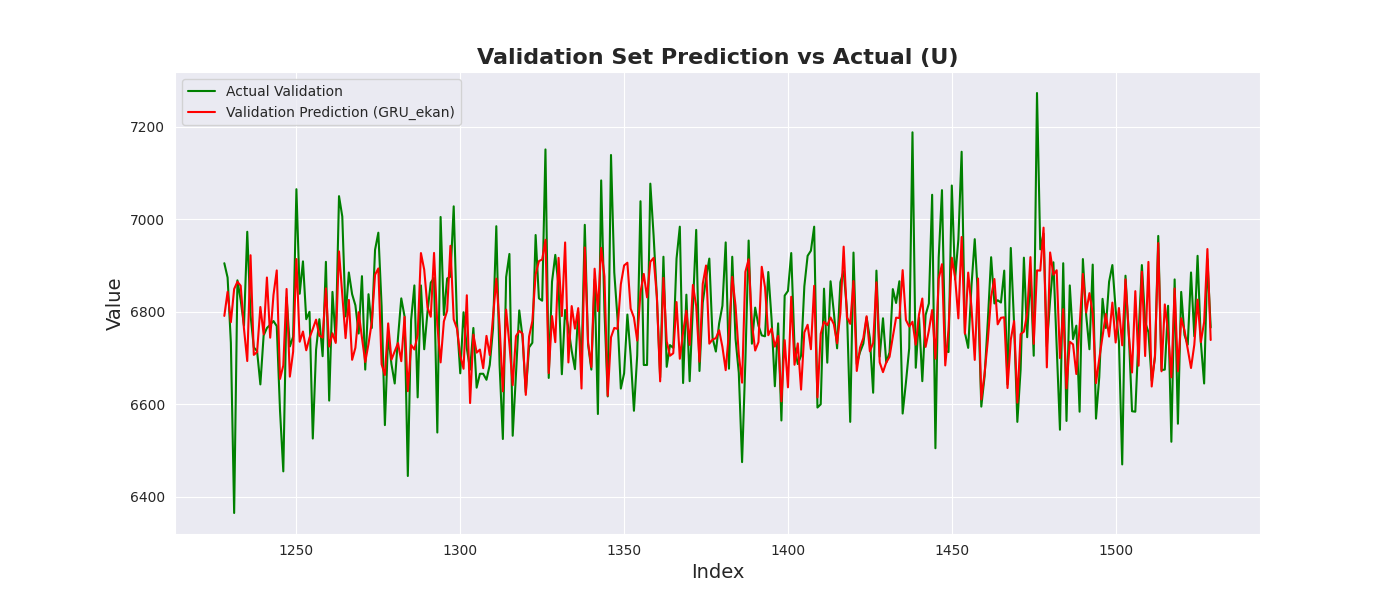 Validation Set Prediction vs Actual (U)
Actual Validation
Validation Prediction (GRU_ekan)
Value
7200
7000
6800
6600
6400
1250
1300
1350
1400
1450
1500
Index